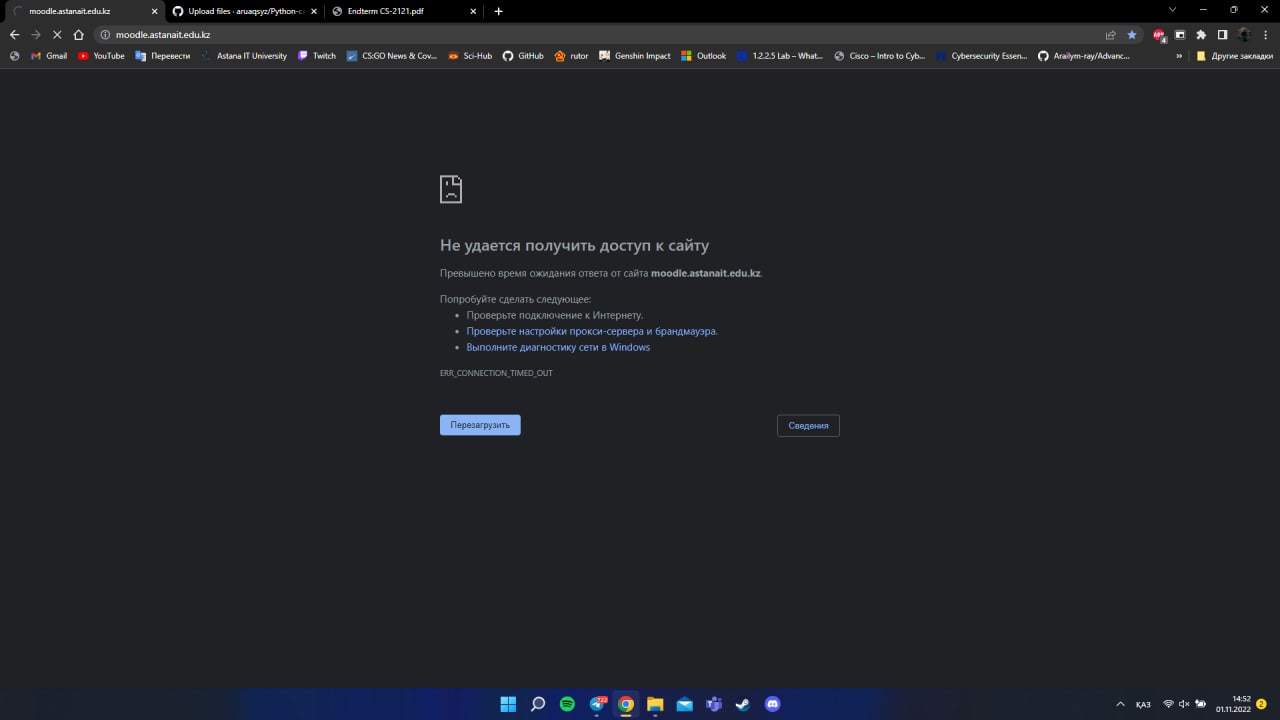 moodle.astanait.edu.kz
Upload files · aruaqsyz/Python-c
Endterm CS-2121.pdf
moodle.astanait.edu.kz
Gmail YouTube Перевести Astana IT University Twitch CS:GO News & Cov... Sci-Hub GitHub rutor Genshin Impact Outlook 1.2.2.5 Lab – What... Cisco – Intro to Cyb... Cybersecurity Essen... Arailym-ray/Advanc... » Другие закладки
Не удается получить доступ к сайту
Превышено время ожидания ответа от сайта moodle.astanait.edu.kz.
Попробуйте сделать следующее:
• Проверьте подключение к Интернету.
• Проверьте настройки прокси-сервера и брандмауэра.
• Выполните диагностику сети в Windows
ERR_CONNECTION_TIMED_OUT
Перезагрузить
Сведения
ҚАЗ
14:52
01.11.2022
2